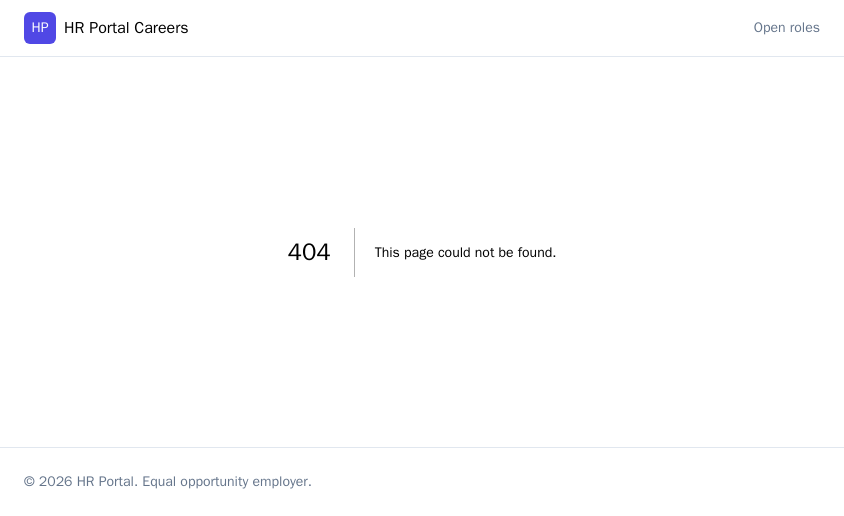 HP HR Portal Careers Open roles
404 This page could not be found.
© 2026 HR Portal. Equal opportunity employer.